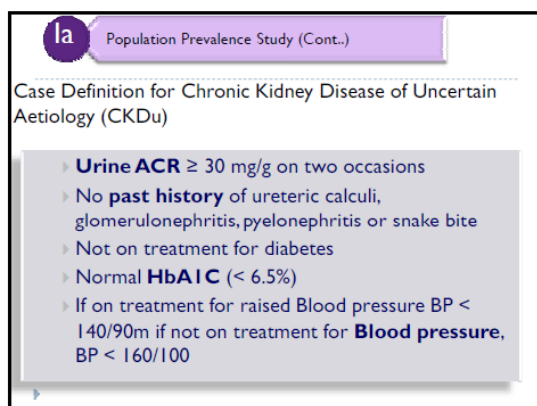 Ia
Population Prevalence Study (Cont..)
Case Definition for Chronic Kidney Disease of Uncertain
Aetiology (CKDu)
Urine ACR ≥ 30 mg/g on two occasions
No past history of ureteric calculi,
glomerulonephritis, pyelonephritis or snake bite
Not on treatment for diabetes
Normal HbA1C (< 6.5%)
If on treatment for raised Blood pressure BP <
140/90m if not on treatment for Blood pressure,
BP < 160/100